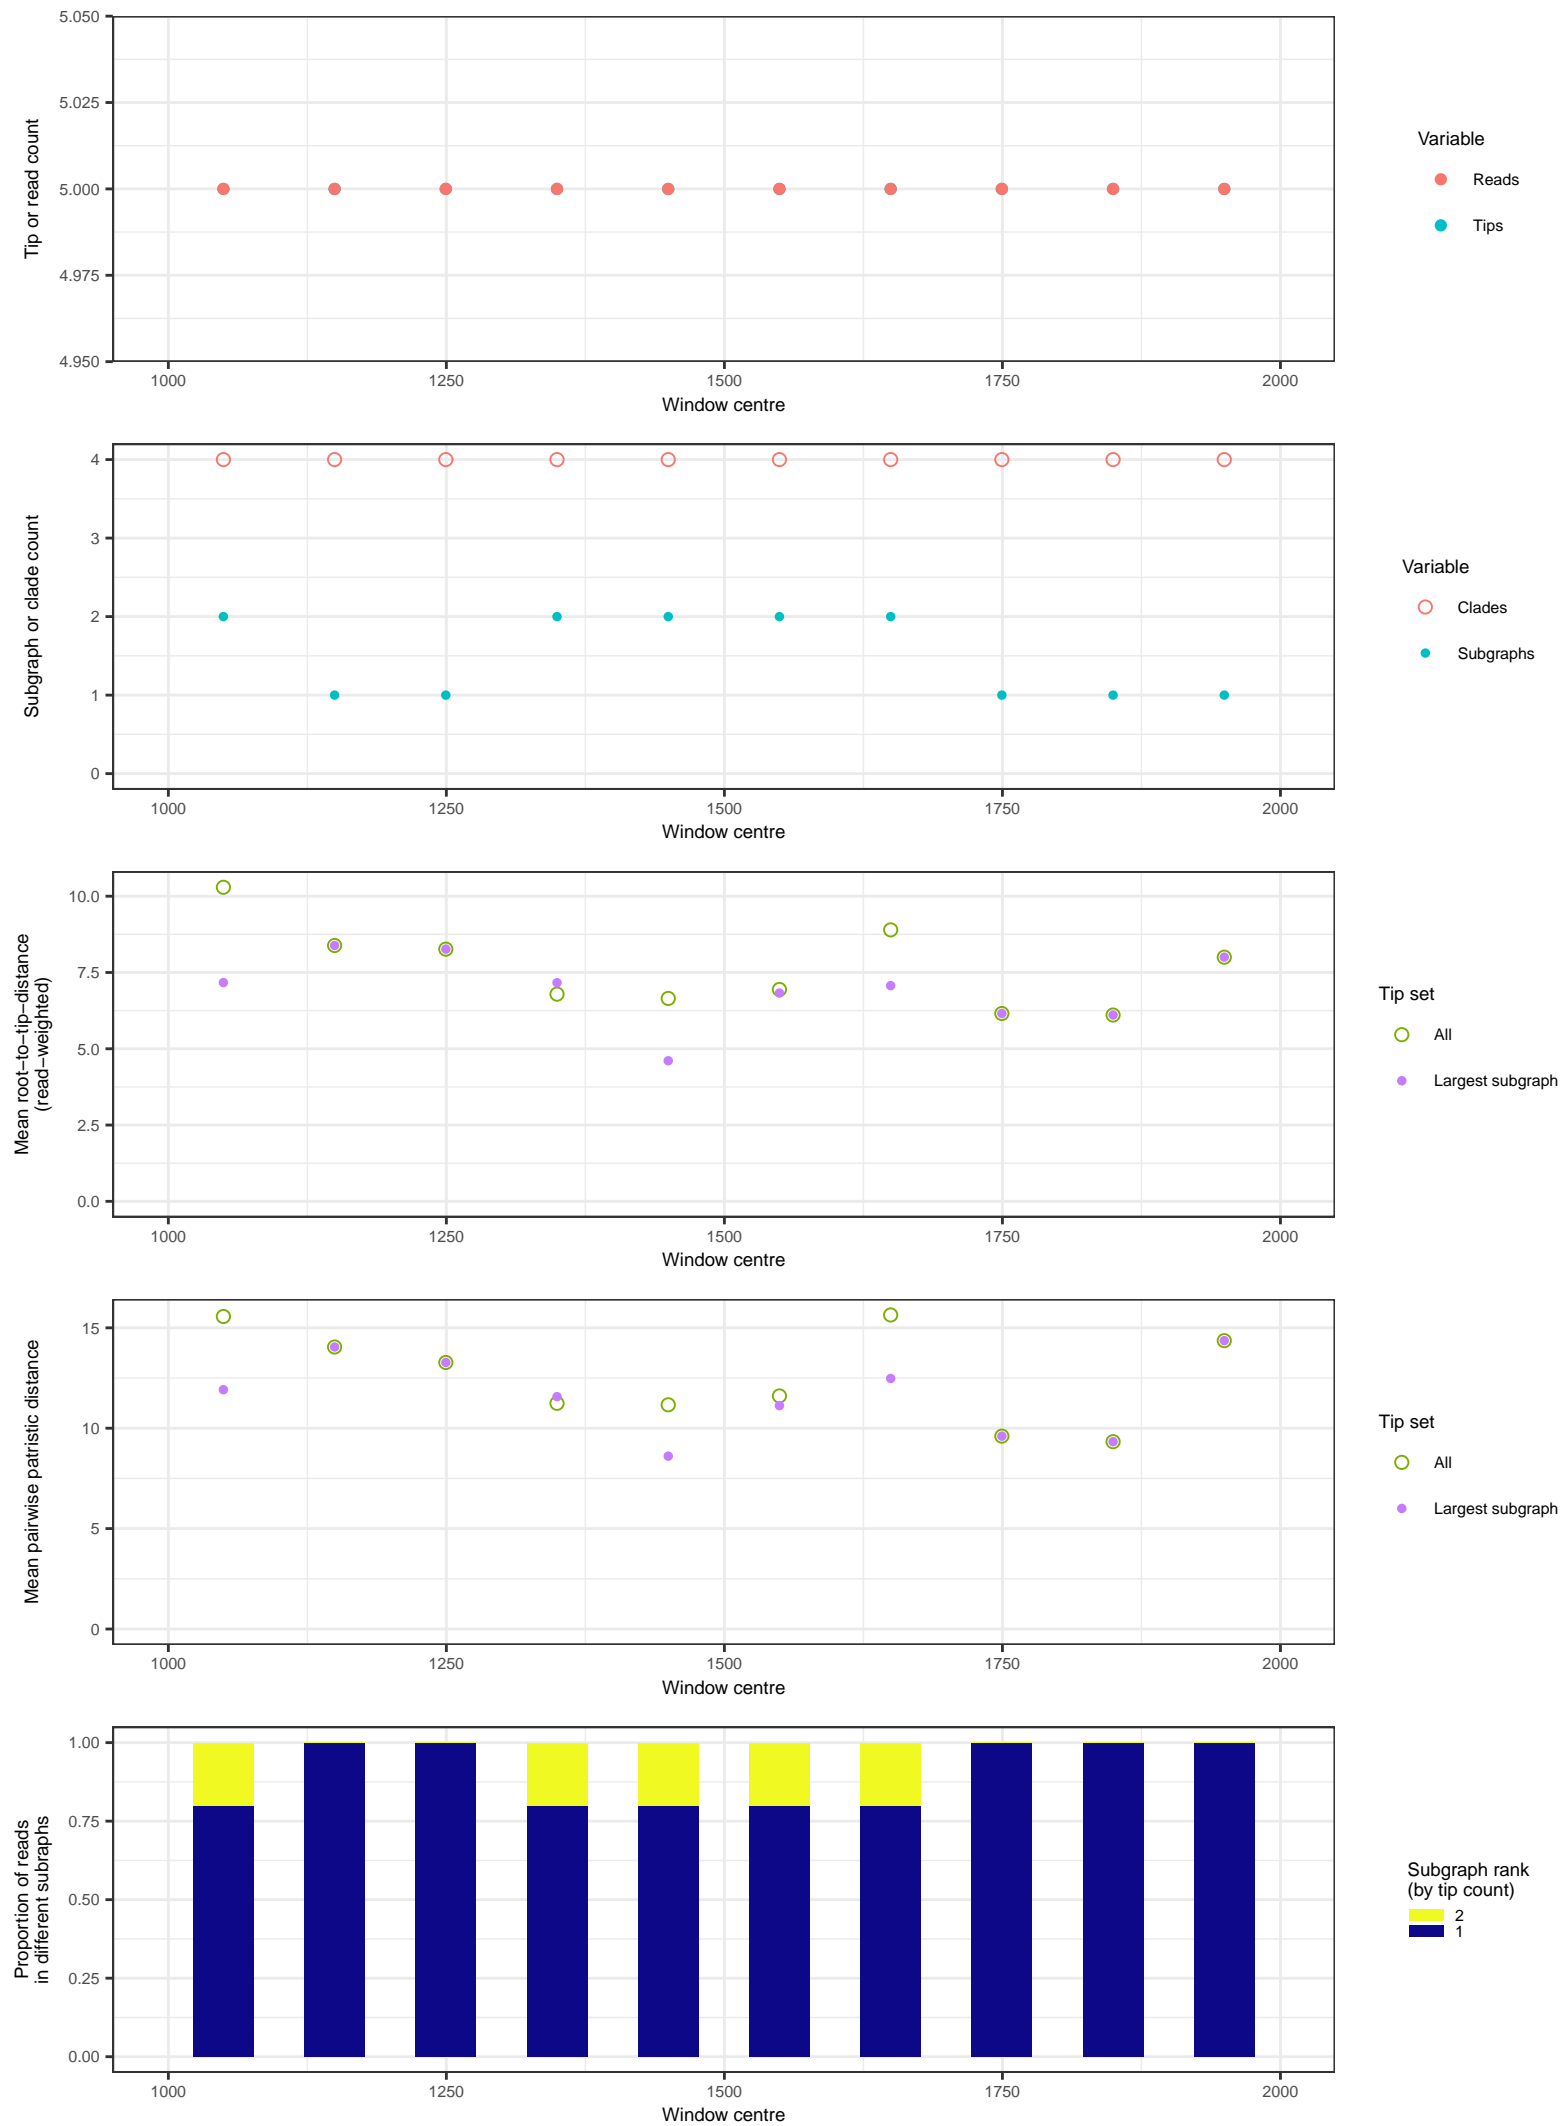 5.050
5.025
5.000
4.975
4.950
Tip or read count
1000 1250 1500 1750 2000
Window centre
Variable
Reads
Tips
4
3
2
1
0
Subgraph or clade count
1000 1250 1500 1750 2000
Window centre
Variable
Clades
Subgraphs
10.0
7.5
5.0
2.5
0.0
Mean root−to−tip−distance
(read−weighted)
1000 1250 1500 1750 2000
Window centre
Tip set
All
Largest subgraph
15
10
5
0
Mean pairwise patristic distance
1000 1250 1500 1750 2000
Window centre
Tip set
All
Largest subgraph
1.00
0.75
0.50
0.25
0.00
Proportion of reads
in different subraphs
1000 1250 1500 1750 2000
Window centre
Subgraph rank
(by tip count)
2
1